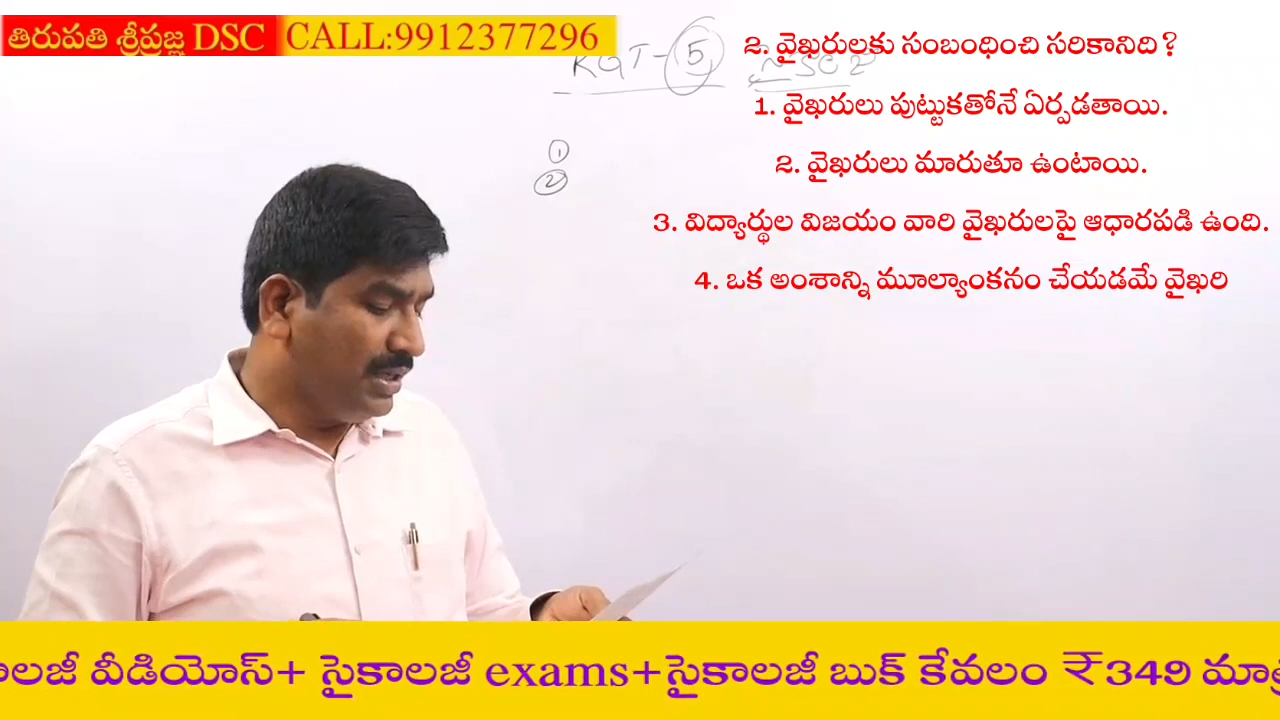 తిరుపతి శ్రీప్రజ్ఞ DSC CALL:9912377296
KGT-5
2. వైఖరులకు సంబంధించి సరికానిది?
1. వైఖరులు పుట్టుకతోనే ఏర్పడతాయి.
2. వైఖరులు మారుతూ ఉంటాయి.
3. విద్యార్థుల విజయం వారి వైఖరులపై ఆధారపడి ఉంది.
4. ఒక అంశాన్ని మూల్యాంకనం చేయడమే వైఖరి
1
2
వీడియోస్+ సైకాలజీ exams+సైకాలజీ బుక్ కేవలం ₹349